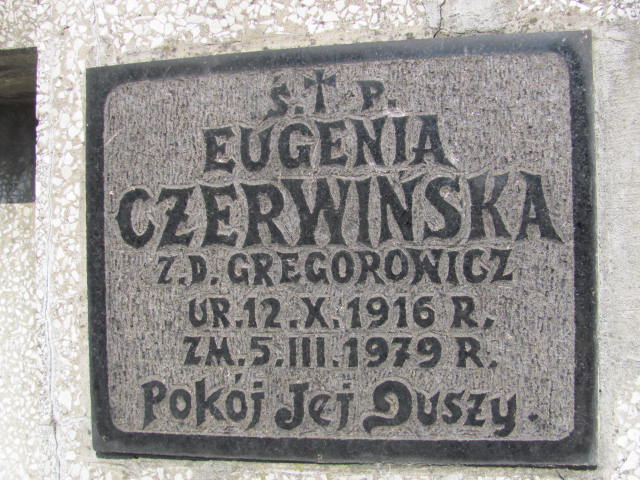 Ś. ✝ P.
EUGENIA
CZERWIŃSKA
Z.D. GREGOROWICZ
UR. 12. X. 1916 R.
ZM. 5. III. 1979 R.
POKÓJ JEJ DUSZY.